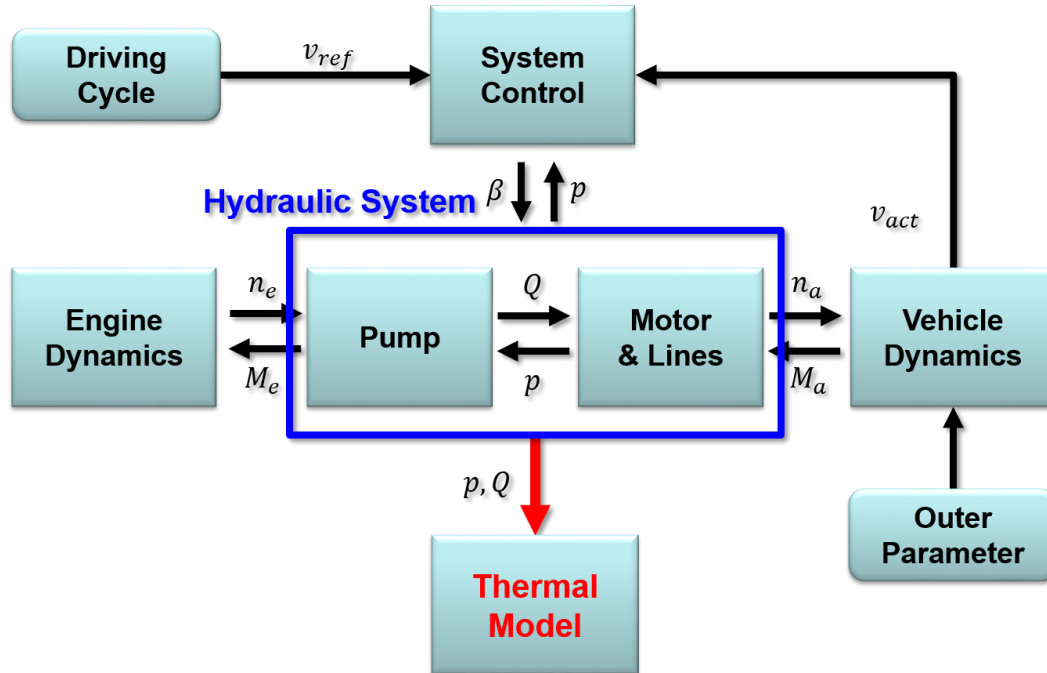 Driving
Cycle
v_ref
System
Control
β
p
Hydraulic System
v_act
Engine
Dynamics
n_e
M_e
Pump
Q
p
Motor
& Lines
n_a
M_a
Vehicle
Dynamics
p, Q
Outer
Parameter
Thermal
Model